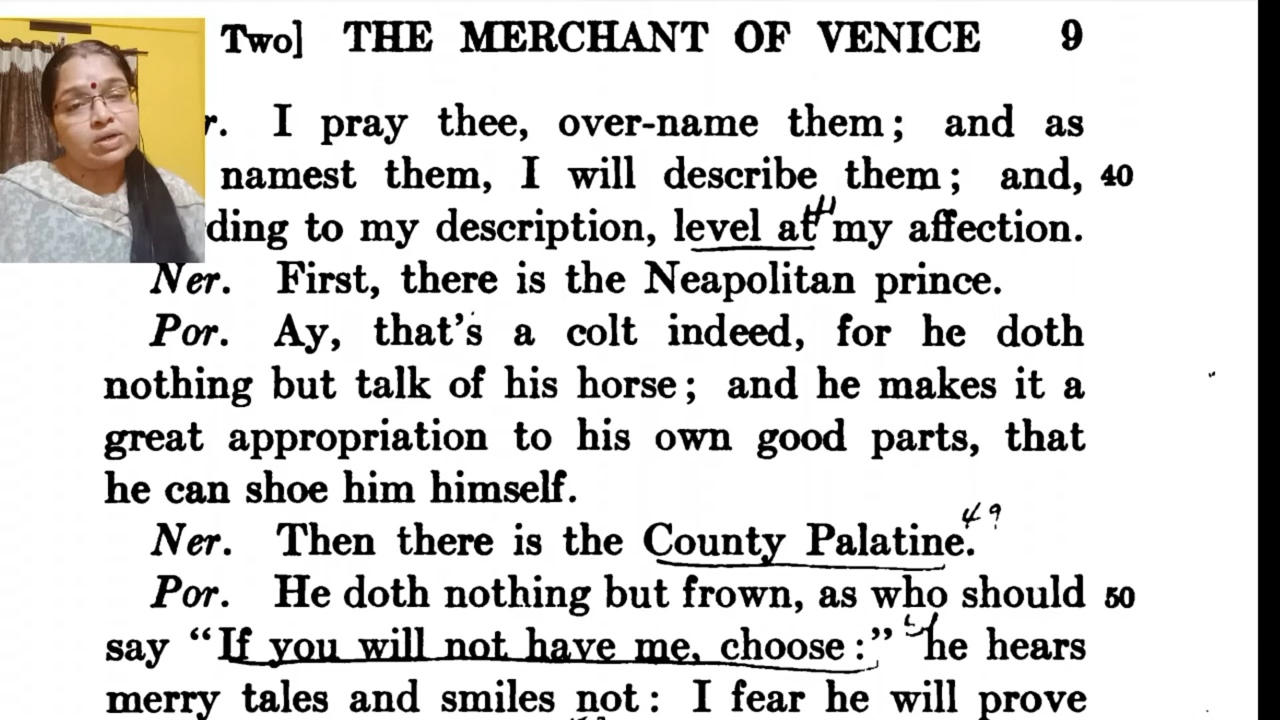 Two] THE MERCHANT OF VENICE 9
r. I pray thee, over-name them; and as
namest them, I will describe them; and, 40
ding to my description, level at my affection.
Ner. First, there is the Neapolitan prince.
Por. Ay, that's a colt indeed, for he doth
nothing but talk of his horse; and he makes it a
great appropriation to his own good parts, that
he can shoe him himself.
49
Ner. Then there is the County Palatine.
Por. He doth nothing but frown, as who should 50
say "If you will not have me, choose:" he hears
merry tales and smiles not: I fear he will prove